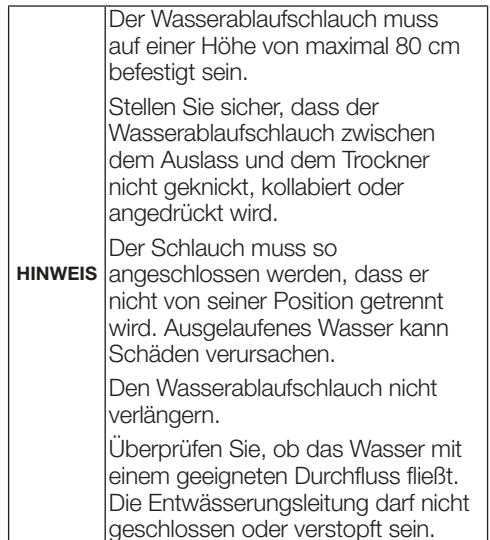 Der Wasserablaufschlauch muss
auf einer Höhe von maximal 80 cm
befestigt sein.
Stellen Sie sicher, dass der
Wasserablaufschlauch zwischen
dem Auslass und dem Trockner
nicht geknickt, kollabiert oder
angedrückt wird.
Der Schlauch muss so
HINWEIS angeschlossen werden, dass er
nicht von seiner Position getrennt
wird. Ausgelaufenes Wasser kann
Schäden verursachen.
Den Wasserablaufschlauch nicht
verlängern.
Überprüfen Sie, ob das Wasser mit
einem geeigneten Durchfluss fließt.
Die Entwässerungsleitung darf nicht
geschlossen oder verstopft sein.